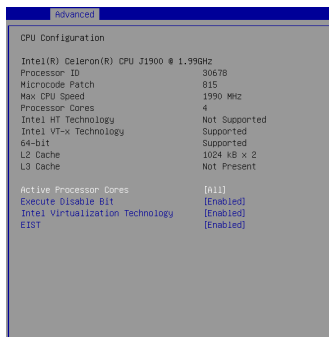 Advanced
CPU Configuration
Intel(R) Celeron(R) CPU J1900 @ 1.99GHz
Processor ID 30678
Microcode Patch 815
Max CPU Speed 1990 MHz
Processor Cores 4
Intel HT Technology Not Supported
Intel VT-x Technology Supported
64-bit Supported
L2 Cache 1024 kB x 2
L3 Cache Not Present
Active Processor Cores [All]
Execute Disable Bit [Enabled]
Intel Virtualization Technology [Enabled]
EIST [Enabled]